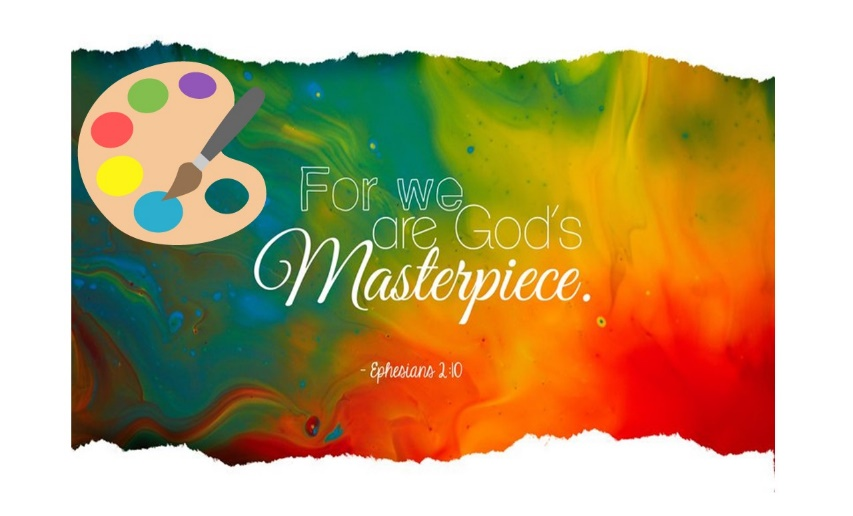 For we
are God's
Masterpiece.
- Ephesians 2:10